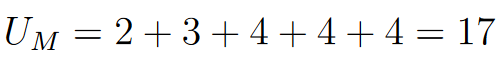 U_M = 2 + 3 + 4 + 4 + 4 = 17